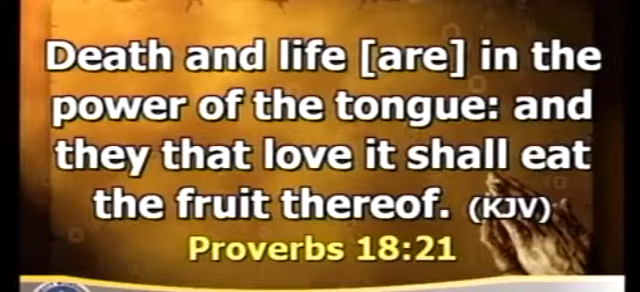 Death and life [are] in the
power of the tongue: and
they that love it shall eat
the fruit thereof. (KJV)
Proverbs 18:21